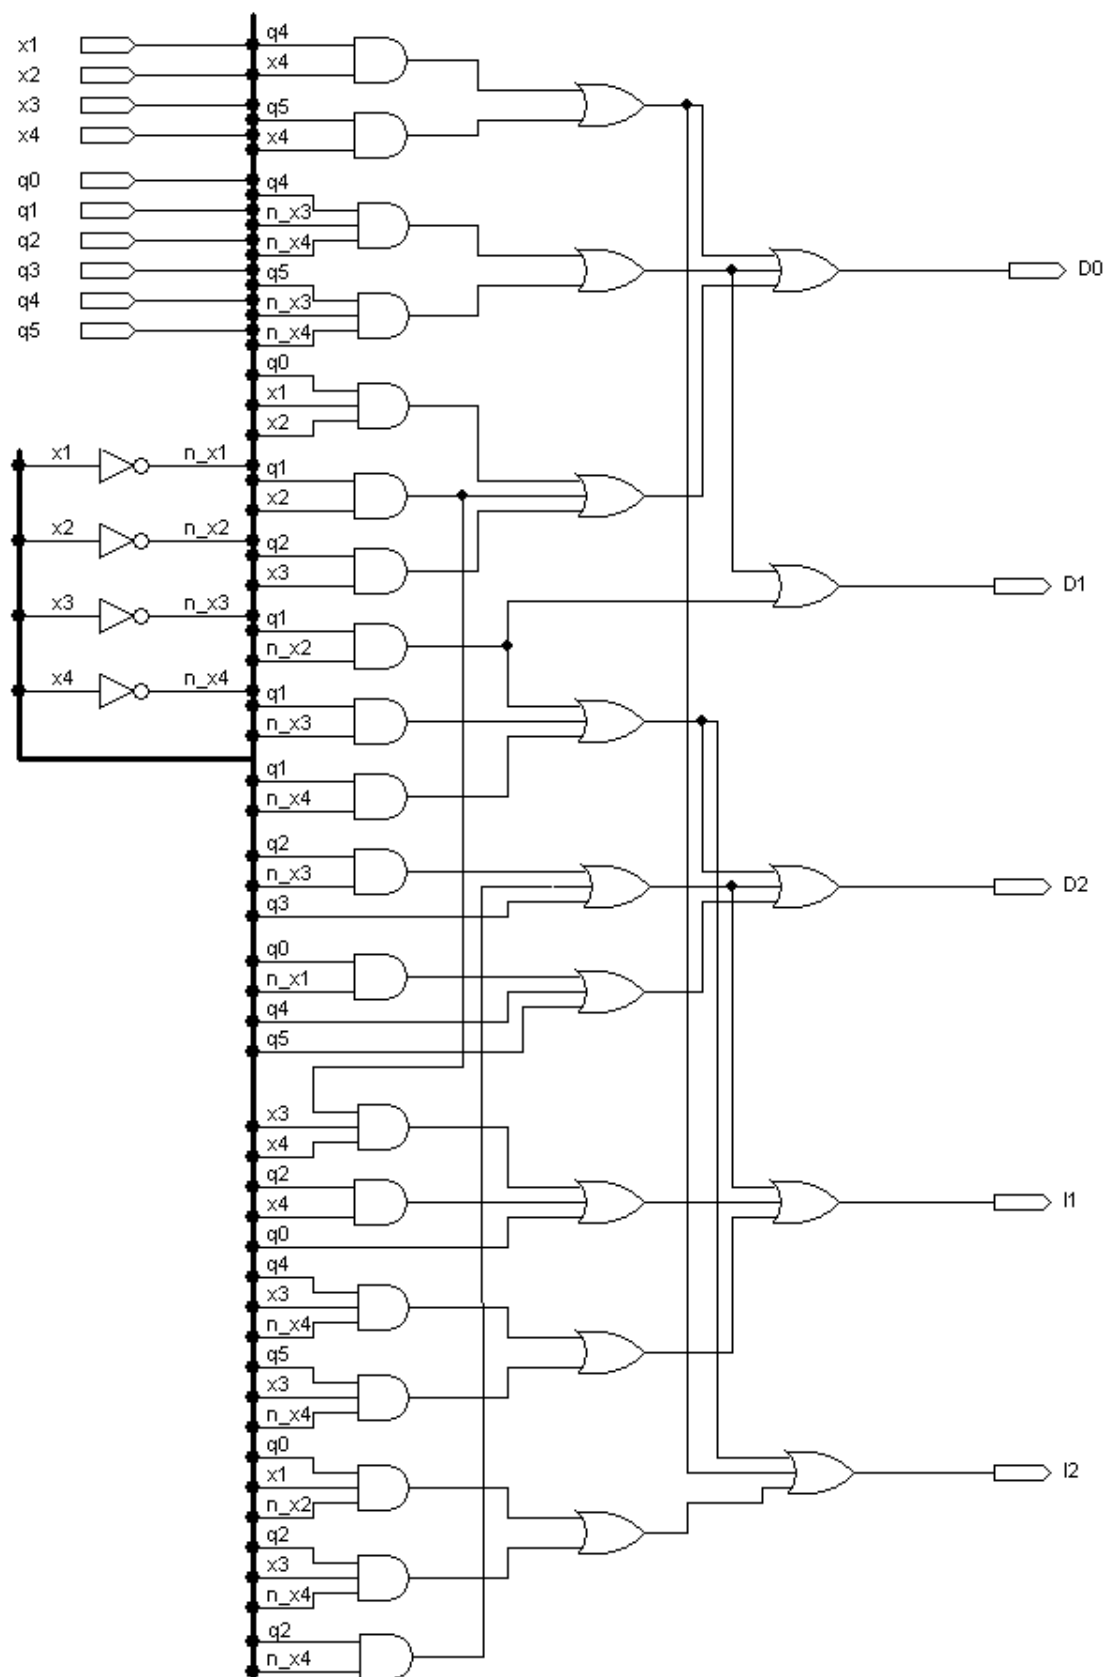 x1
x2
x3
x4
q0
q1
q2
q3
q4
q5
x1 n_x1
x2 n_x2
x3 n_x3
x4 n_x4
q4
x4
q5
x4
q4
n_x3
n_x4
q5
n_x3
n_x4
q0
x1
x2
q1
x2
q2
x3
q1
n_x2
q1
n_x3
q1
n_x4
q2
n_x3
q3
q0
n_x1
q4
q5
x3
x4
q2
x4
q0
q4
x3
n_x4
q5
x3
n_x4
q0
x1
n_x2
q2
x3
n_x4
q2
n_x4
D0
D1
D2
I1
I2